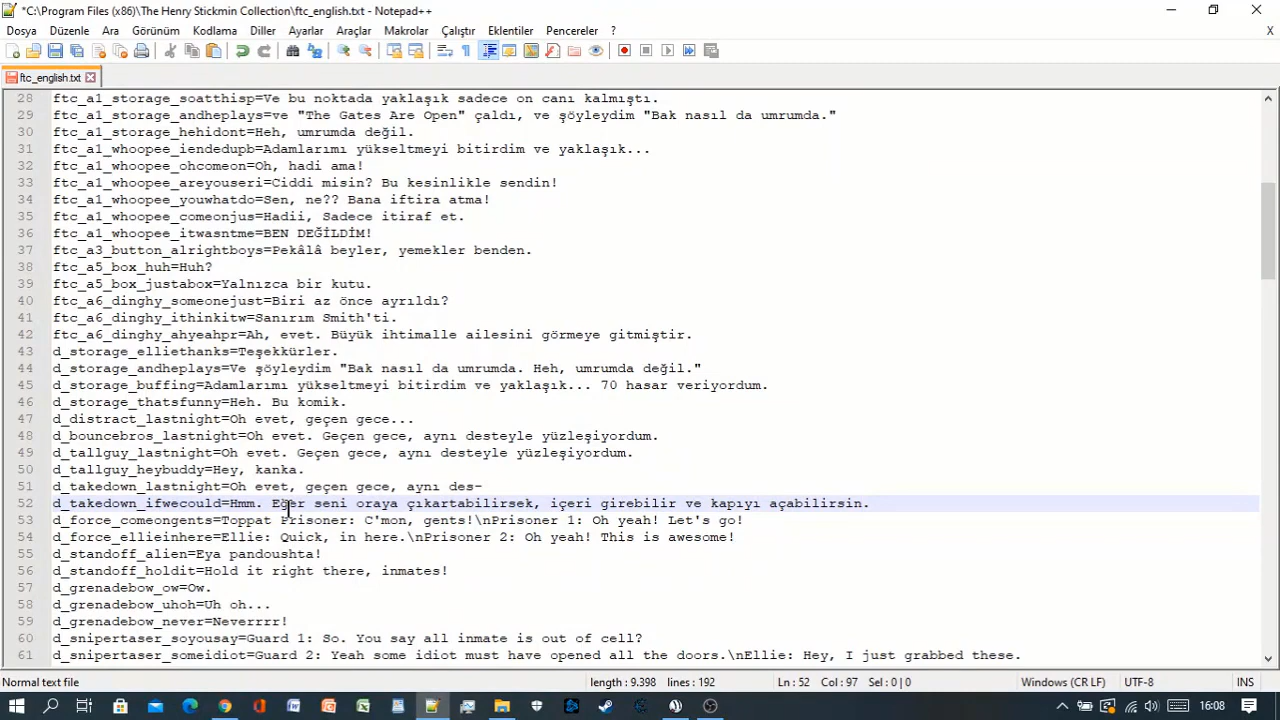 *C:\Program Files (x86)\The Henry Stickmin Collection\ftc_english.txt - Notepad++
Dosya Düzenle Ara Görünüm Kodlama Diller Ayarlar Araçlar Makrolar Çalıştır Eklentiler Pencereler ? X
ftc_english.txt
28 ftc_a1_storage_soatthisp=Ve bu noktada yaklaşık sadece on canı kalmıştı.
29 ftc_a1_storage_andheplays=ve "The Gates Are Open" çaldı, ve şöyleydim "Bak nasıl da umrumda."
30 ftc_a1_storage_hehidont=Heh, umrumda değil.
31 ftc_a1_whoopee_iendedupb=Adamlarımı yükseltmeyi bitirdim ve yaklaşık...
32 ftc_a1_whoopee_ohcomeon=Oh, hadi ama!
33 ftc_a1_whoopee_areyouseri=Ciddi misin? Bu kesinlikle sendin!
34 ftc_a1_whoopee_youwhatdo=Sen, ne?? Bana iftira atma!
35 ftc_a1_whoopee_comeonjus=Hadii, Sadece itiraf et.
36 ftc_a1_whoopee_itwasntme=BEN DEĞİLDİM!
37 ftc_a3_button_alrightboys=Pekâlâ beyler, yemekler benden.
38 ftc_a5_box_huh=Huh?
39 ftc_a5_box_justabox=Yalnızca bir kutu.
40 ftc_a6_dinghy_someonejust=Biri az önce ayrıldı?
41 ftc_a6_dinghy_ithinkitw=Sanırım Smith'ti.
42 ftc_a6_dinghy_ahyeahpr=Ah, evet. Büyük ihtimalle ailesini görmeye gitmiştir.
43 d_storage_elliethanks=Teşekkürler.
44 d_storage_andheplays=Ve şöyleydim "Bak nasıl da umrumda. Heh, umrumda değil."
45 d_storage_buffing=Adamlarımı yükseltmeyi bitirdim ve yaklaşık... 70 hasar veriyordum.
46 d_storage_thatsfunny=Heh. Bu komik.
47 d_distract_lastnight=Oh evet, geçen gece...
48 d_bouncebros_lastnight=Oh evet. Geçen gece, aynı desteyle yüzleşiyordum.
49 d_tallguy_lastnight=Oh evet. Geçen gece, aynı desteyle yüzleşiyordum.
50 d_tallguy_heybuddy=Hey, kanka.
51 d_takedown_lastnight=Oh evet, geçen gece, aynı des-
52 d_takedown_ifwecould=Hmm. Eğer seni oraya çıkartabilirsek, içeri girebilir ve kapıyı açabilirsin.
53 d_force_comeongents=Toppat Prisoner: C'mon, gents!\nPrisoner 1: Oh yeah! Let's go!
54 d_force_ellieinhere=Ellie: Quick, in here.\nPrisoner 2: Oh yeah! This is awesome!
55 d_standoff_alien=Eya pandoushta!
56 d_standoff_holdit=Hold it right there, inmates!
57 d_grenadebow_ow=Ow.
58 d_grenadebow_uhoh=Uh oh...
59 d_grenadebow_never=Neverrrr!
60 d_snipertaser_soyousay=Guard 1: So. You say all inmate is out of cell?
61 d_snipertaser_someidiot=Guard 2: Yeah some idiot must have opened all the doors.\nEllie: Hey, I just grabbed these.
Normal text file length : 9.398 lines : 192 Ln : 52 Col : 97 Sel : 0 | 0 Windows (CR LF) UTF-8 INS
16:08